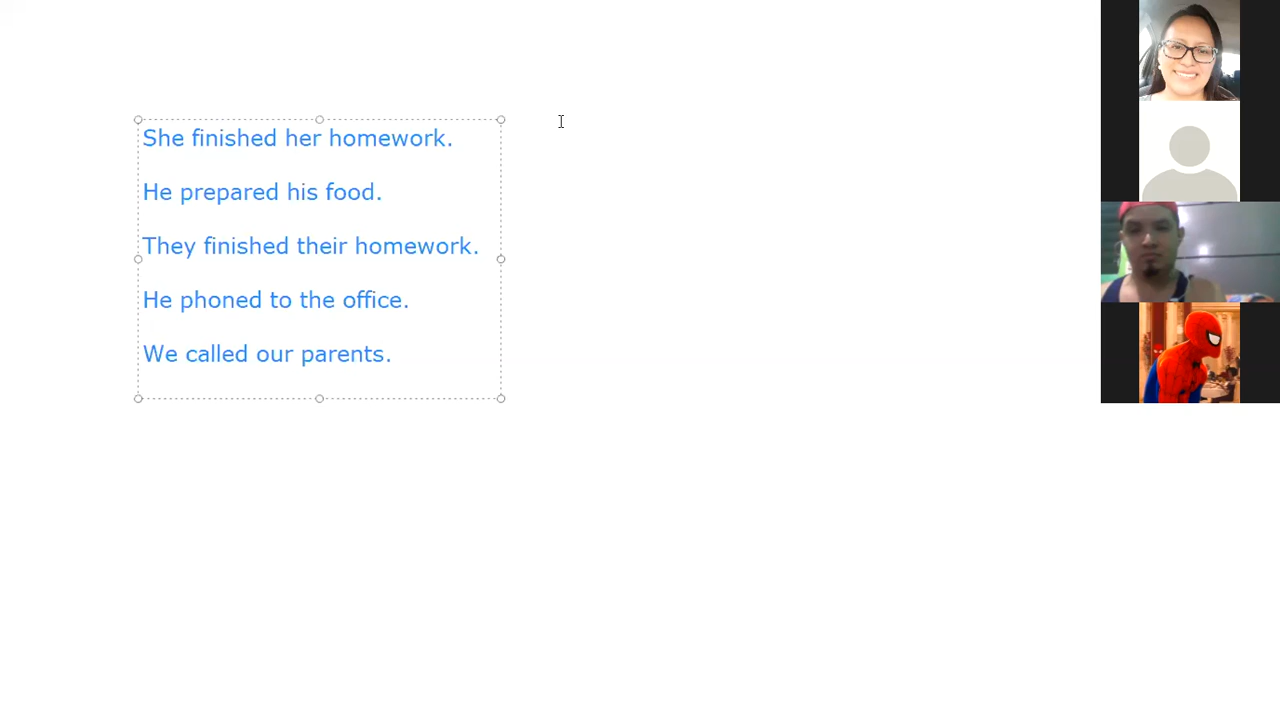 She finished her homework.
He prepared his food.
They finished their homework.
He phoned to the office.
We called our parents.